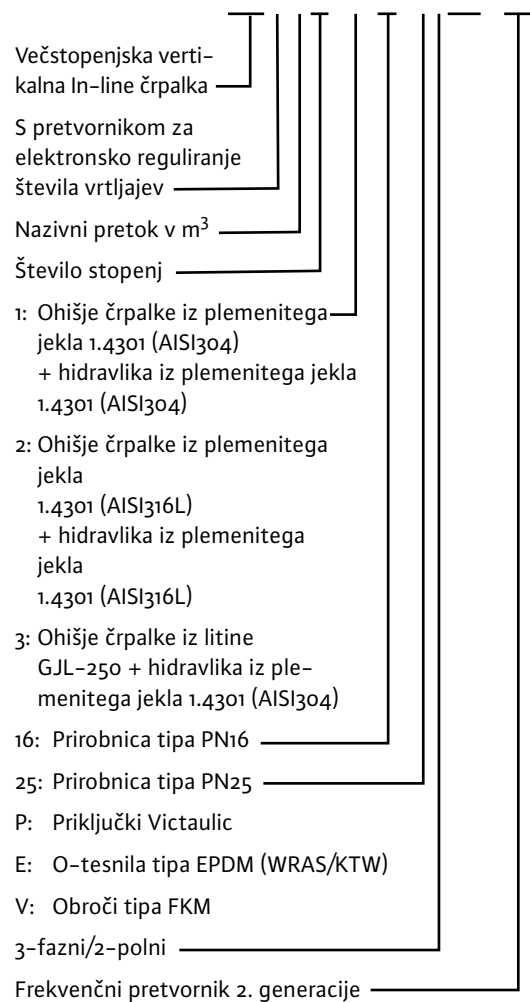 Večstopenjska verti-
kalna In-line črpalka
S pretvornikom za
elektronsko reguliranje
števila vrtljajev
Nazivni pretok v m³
Število stopenj
1: Ohišje črpalke iz plemenitega
jekla 1.4301 (AISI304)
+ hidravlika iz plemenitega jekla
1.4301 (AISI304)
2: Ohišje črpalke iz plemenitega
jekla
1.4301 (AISI316L)
+ hidravlika iz plemenitega
jekla
1.4301 (AISI316L)
3: Ohišje črpalke iz litine
GJL-250 + hidravlika iz ple-
menitega jekla 1.4301 (AISI304)
16: Prirobnica tipa PN16
25: Prirobnica tipa PN25
P: Priključki Victaulic
E: O-tesnila tipa EPDM (WRAS/KTW)
V: Obroči tipa FKM
3-fazni/2-polni
Frekvenčni pretvornik 2. generacije